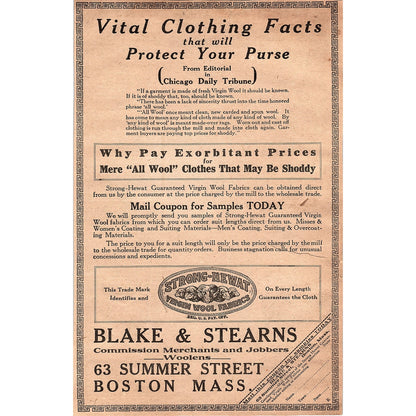 Vital Clothing Facts
that will
Protect Your Purse
From Editorial
in
(Chicago Daily Tribune)
"If a garment is made of fresh Virgin Wool it should be known.
If it is of shoddy that, too, should be known.
"There has been a lack of sincerity thrust into the time honored
phrase 'all wool.'
"'All Wool' once meant clean, new carded and spun wool. It
has come to mean any kind of cloth made of any kind of wool. By
'any kind of wool' is meant made-over rags. Worn out and cast off
clothing is run through the mill and made into cloth again. Gar-
ment buyers are paying top prices for shoddy."
Why Pay Exorbitant Prices
for
Mere "All Wool" Clothes That May Be Shoddy
Strong-Hewat Guaranteed Virgin Wool Fabrics can be obtained direct
from us by the consumer at the price charged by the mill to the wholesale trade.
Mail Coupon for Samples TODAY
We will promptly send you samples of Strong-Hewat Guaranteed Virgin
Wool Fabrics from which you can order suit lengths direct from us. Misses &
Women's Coating and Suiting Materials—Men's Coating, Suiting & Overcoat-
ing Materials.
The price to you for a suit length will only be the price charged by the mill
to the wholesale trade for quantity orders. Business stagnation calls for unusual
concessions and expedients.
This Trade Mark
Identifies and
STRONG-HEWAT
VIRGIN WOOL FABRICS
REG. U.S. PAT. OFF.
On Every Length
Guarantees the Cloth
BLAKE & STEARNS
Commission Merchants and Jobbers
Woolens
63 SUMMER STREET
BOSTON MASS.